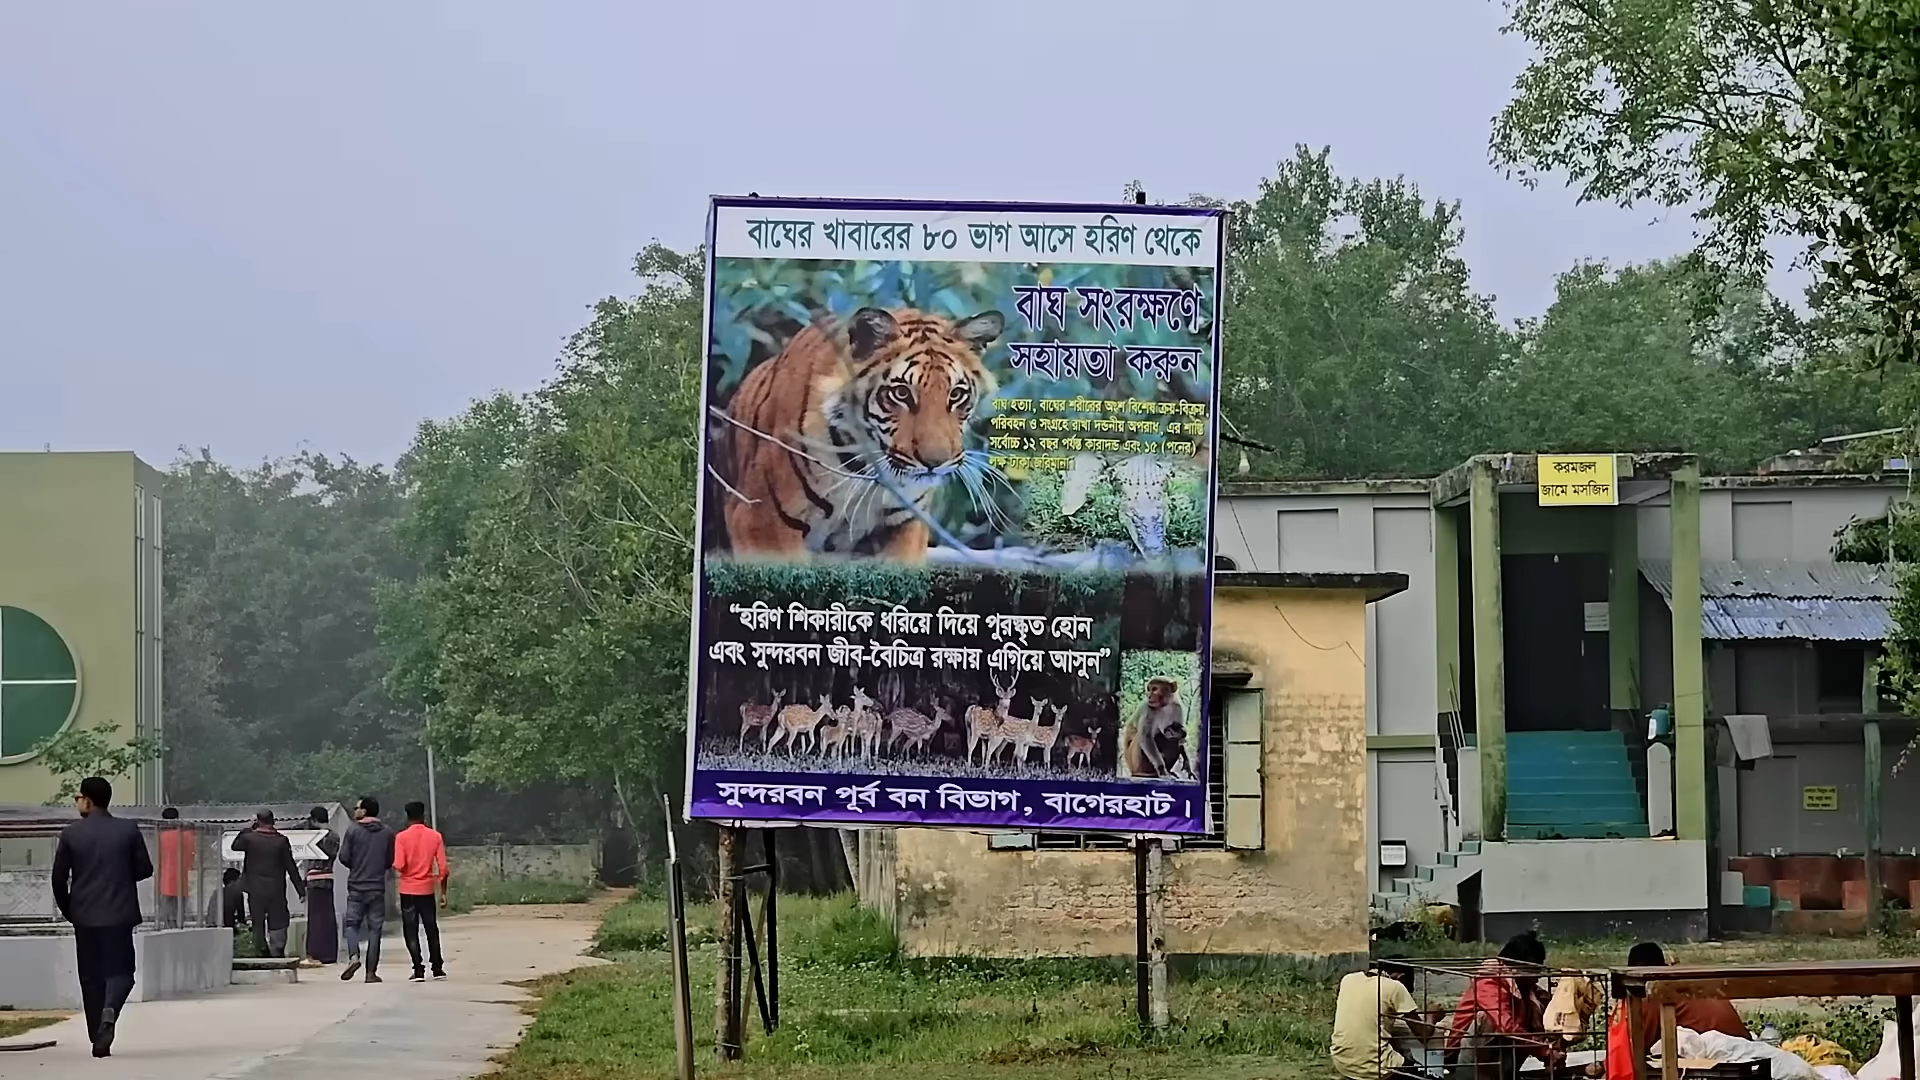 বাঘের খাবারের ৮০ ভাগ আসে হরিণ থেকে
বাঘ সংরক্ষণে
সহায়তা করুন
বাঘ হত্যা, বাঘের শরীরের অংশ বিশেষ ক্রয়-বিক্রয়,
পরিবহন ও সংগ্রহে রাখা দন্ডনীয় অপরাধ, এর শাস্তি
সর্বোচ্চ ১২ বছর পর্যন্ত কারাদন্ড এবং ১৫ (পনের)
লক্ষ টাকা জরিমানা।
“হরিণ শিকারীকে ধরিয়ে দিয়ে পুরস্কৃত হোন
এবং সুন্দরবন জীব-বৈচিত্র রক্ষায় এগিয়ে আসুন”
সুন্দরবন পূর্ব বন বিভাগ, বাগেরহাট।
করমজল
জামে মসজিদ